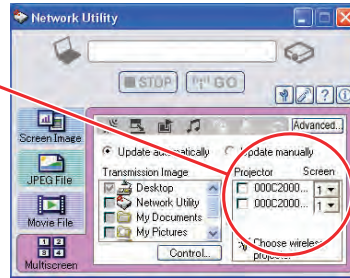 Network Utility
STOP GO
Advanced...
Screen Image
JPEG File
Movie File
Multiscreen
Update automatically Update manually
Transmission Image
Desktop
Network Utility
My Documents
My Pictures
Control...
Projector Screen
000C2000... 1
000C2000... 1
Choose wireless
projector